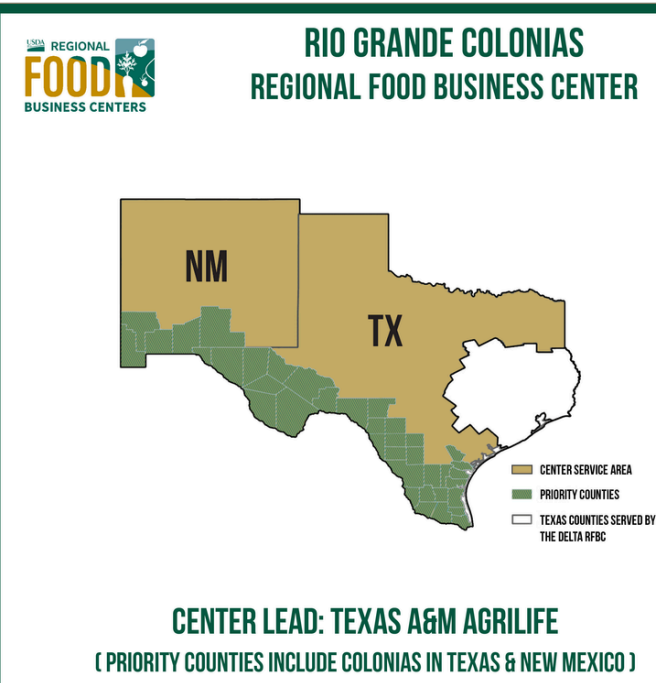 USDA REGIONAL
FOOD
BUSINESS CENTERS
RIO GRANDE COLONIAS
REGIONAL FOOD BUSINESS CENTER
NM
TX
CENTER SERVICE AREA
PRIORITY COUNTIES
TEXAS COUNTIES SERVED BY
THE DELTA RFBC
CENTER LEAD: TEXAS A&M AGRILIFE
( PRIORITY COUNTIES INCLUDE COLONIAS IN TEXAS & NEW MEXICO )